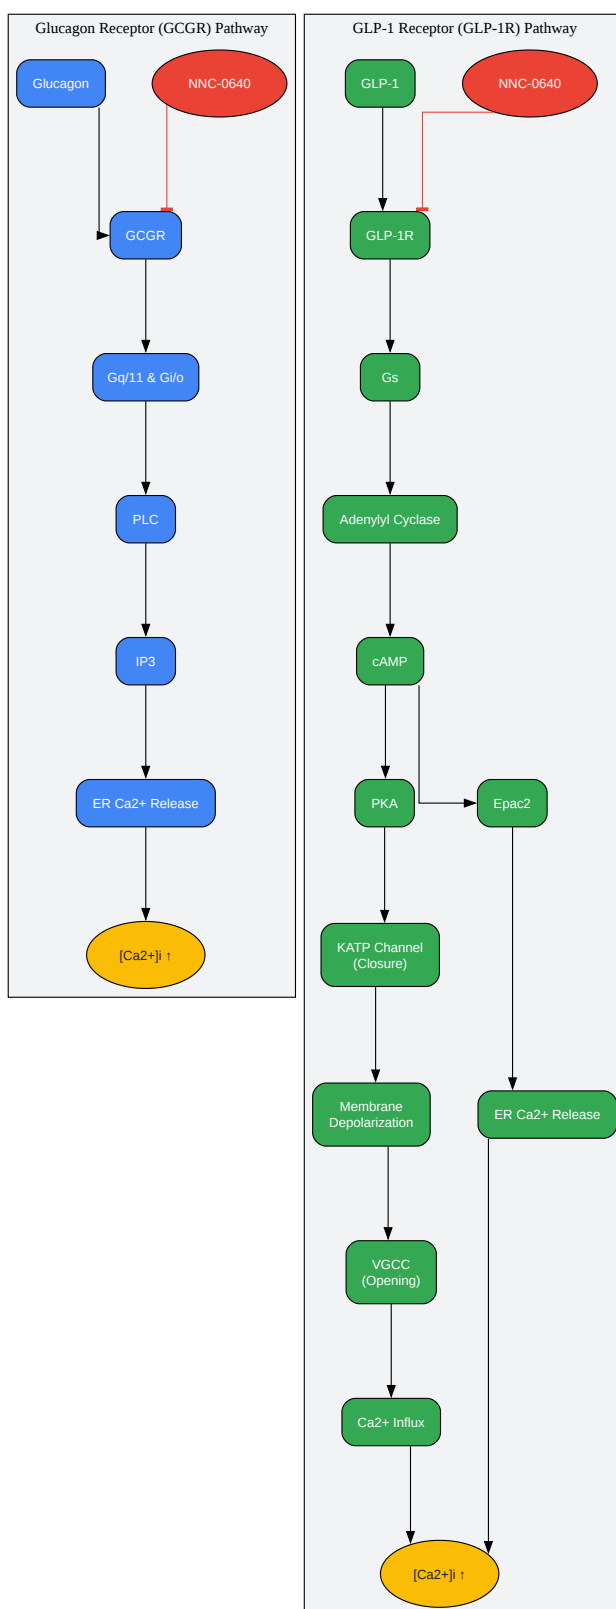 Glucagon Receptor (GCGR) Pathway
Glucagon
NNC-0640
GCGR
Gq/11 & Gi/o
PLC
IP3
ER Ca2+ Release
[Ca2+]i ↑
GLP-1 Receptor (GLP-1R) Pathway
GLP-1
NNC-0640
GLP-1R
Gs
Adenylyl Cyclase
cAMP
PKA
Epac2
KATP Channel
(Closure)
Membrane
Depolarization
ER Ca2+ Release
VGCC
(Opening)
Ca2+ Influx
[Ca2+]i ↑